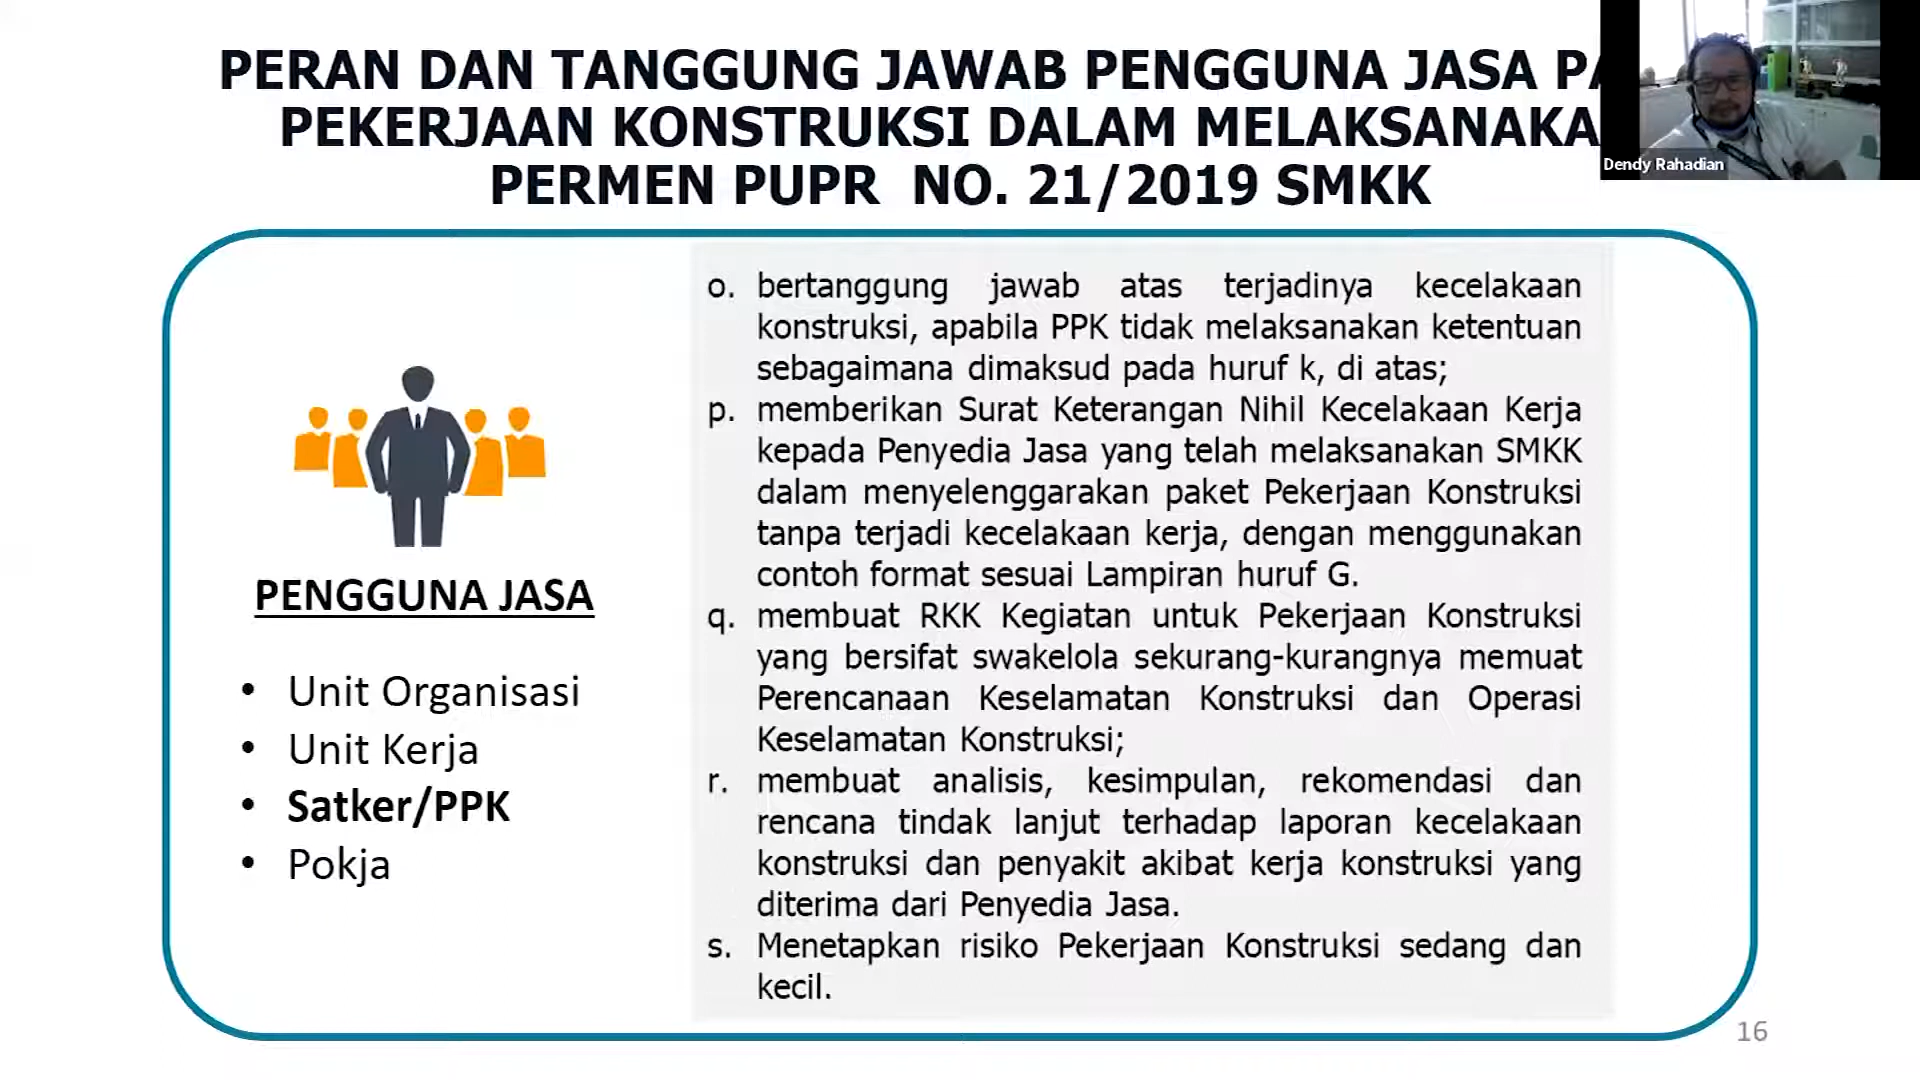 PERAN DAN TANGGUNG JAWAB PENGGUNA JASA PA
PEKERJAAN KONSTRUKSI DALAM MELAKSANAKA
PERMEN PUPR NO. 21/2019 SMKK
Dendy Rahadian
PENGGUNA JASA
• Unit Organisasi
• Unit Kerja
• Satker/PPK
• Pokja
o. bertanggung jawab atas terjadinya kecelakaan
konstruksi, apabila PPK tidak melaksanakan ketentuan
sebagaimana dimaksud pada huruf k, di atas;
p. memberikan Surat Keterangan Nihil Kecelakaan Kerja
kepada Penyedia Jasa yang telah melaksanakan SMKK
dalam menyelenggarakan paket Pekerjaan Konstruksi
tanpa terjadi kecelakaan kerja, dengan menggunakan
contoh format sesuai Lampiran huruf G.
q. membuat RKK Kegiatan untuk Pekerjaan Konstruksi
yang bersifat swakelola sekurang-kurangnya memuat
Perencanaan Keselamatan Konstruksi dan Operasi
Keselamatan Konstruksi;
r. membuat analisis, kesimpulan, rekomendasi dan
rencana tindak lanjut terhadap laporan kecelakaan
konstruksi dan penyakit akibat kerja konstruksi yang
diterima dari Penyedia Jasa.
s. Menetapkan risiko Pekerjaan Konstruksi sedang dan
kecil.
16